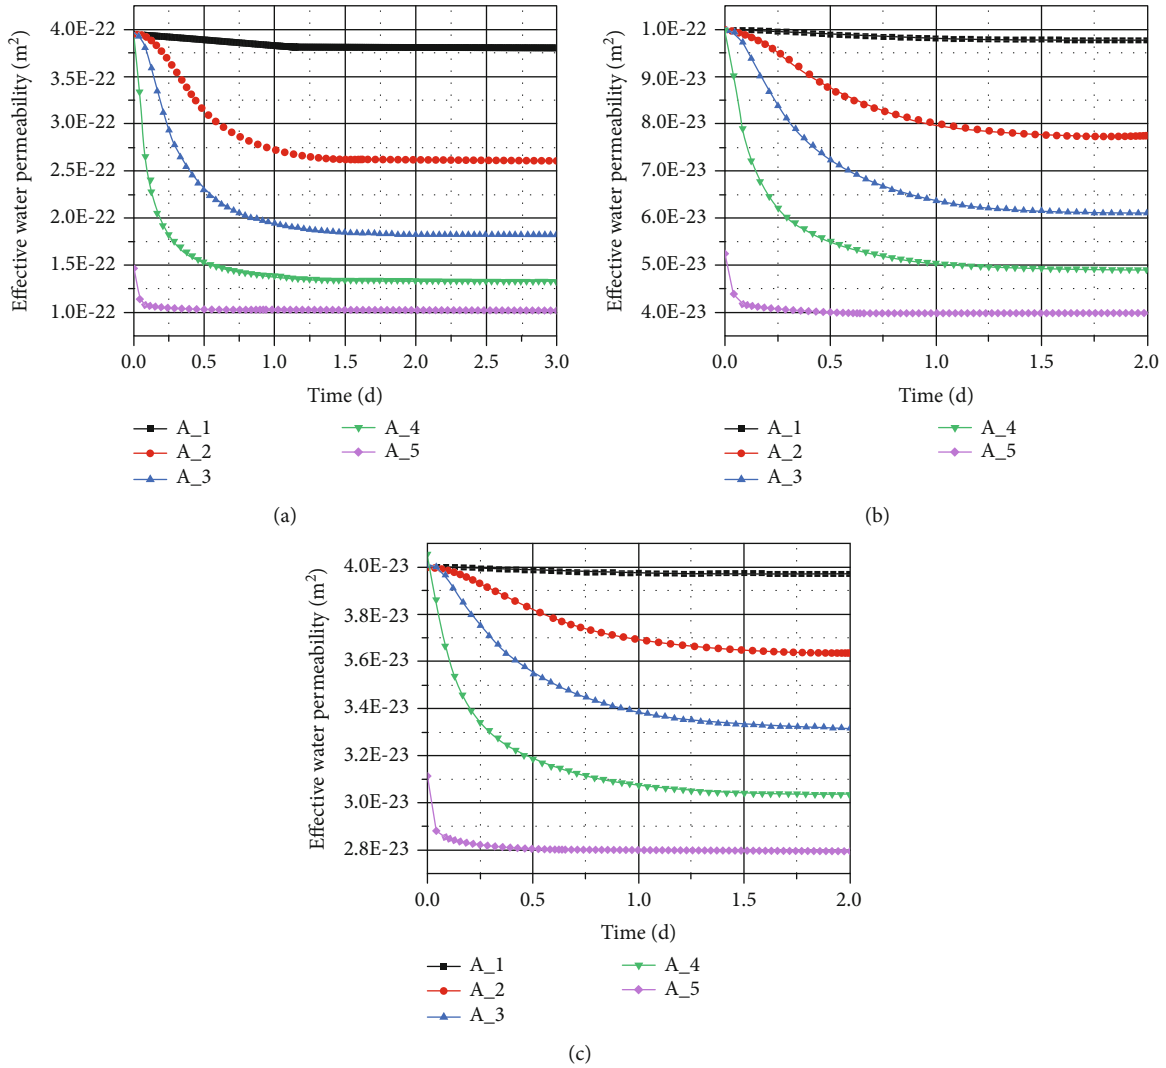 Effective water permeability (m²)
4.0E-22
3.5E-22
3.0E-22
2.5E-22
2.0E-22
1.5E-22
1.0E-22
0.0 0.5 1.0 1.5 2.0 2.5 3.0
Time (d)
A_1 A_4
A_2 A_5
A_3
(a)
Effective water permeability (m²)
1.0E-22
9.0E-23
8.0E-23
7.0E-23
6.0E-23
5.0E-23
4.0E-23
0.0 0.5 1.0 1.5 2.0
Time (d)
A_1 A_4
A_2 A_5
A_3
(b)
Effective water permeability (m²)
4.0E-23
3.8E-23
3.6E-23
3.4E-23
3.2E-23
3.0E-23
2.8E-23
0.0 0.5 1.0 1.5 2.0
Time (d)
A_1 A_4
A_2 A_5
A_3
(c)